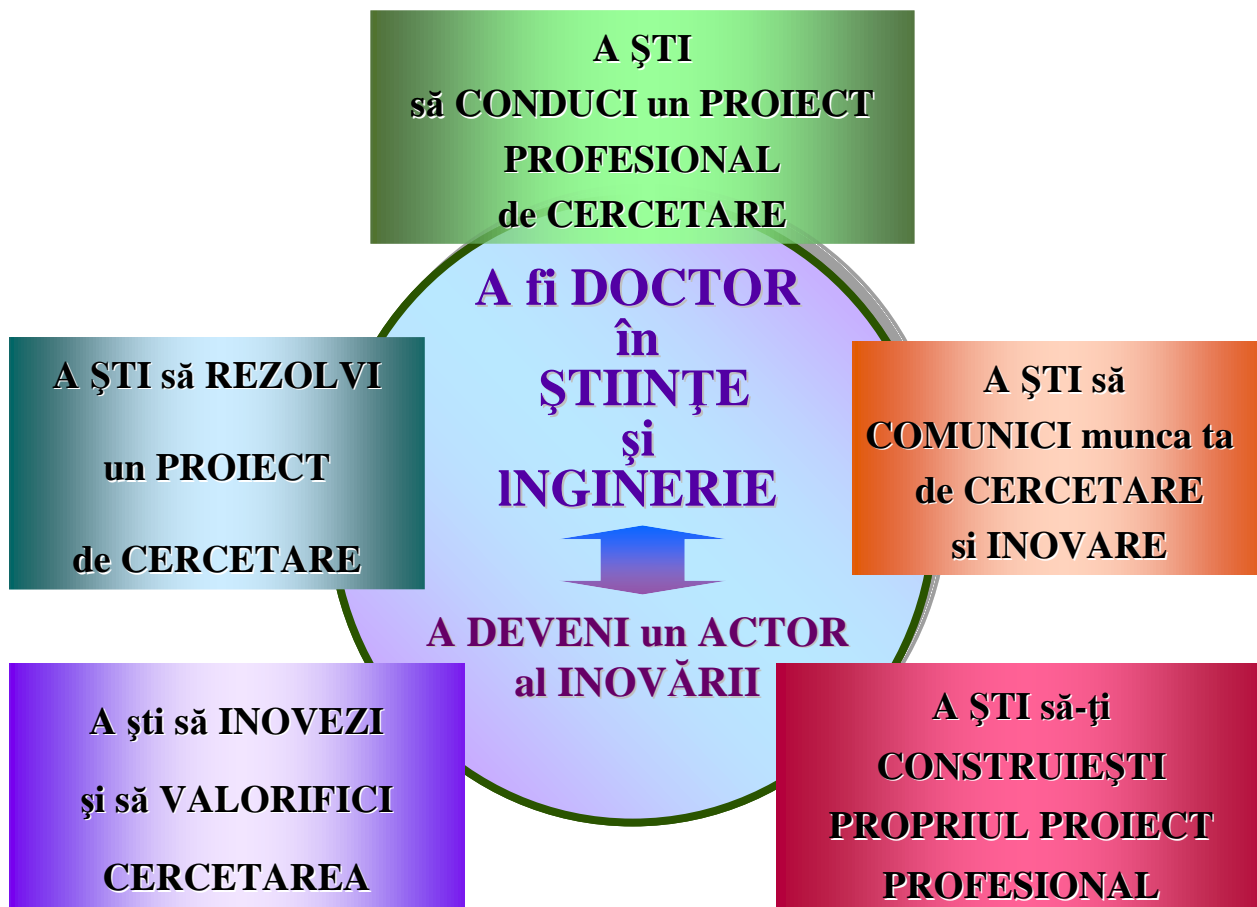 A ŞTI
să CONDUCI un PROIECT
PROFESIONAL
de CERCETARE
A fi DOCTOR
în
ŞTIINŢE
şi
INGINERIE
A DEVENI un ACTOR
al INOVĂRII
A ŞTI să REZOLVI
un PROIECT
de CERCETARE
A ŞTI să
COMUNICI munca ta
de CERCETARE
si INOVARE
A şti să INOVEZI
şi să VALORIFICI
CERCETAREA
A ŞTI să-ţi
CONSTRUIEŞTI
PROPRIUL PROIECT
PROFESIONAL